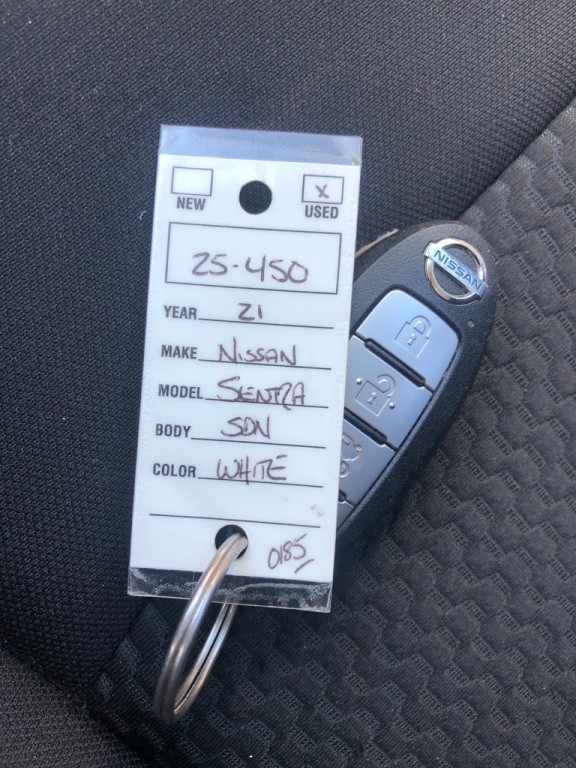 NEW X USED
25-450
YEAR 21
MAKE NISSAN
MODEL SENTRA
BODY SDN
COLOR WHITE
0185
NISSAN